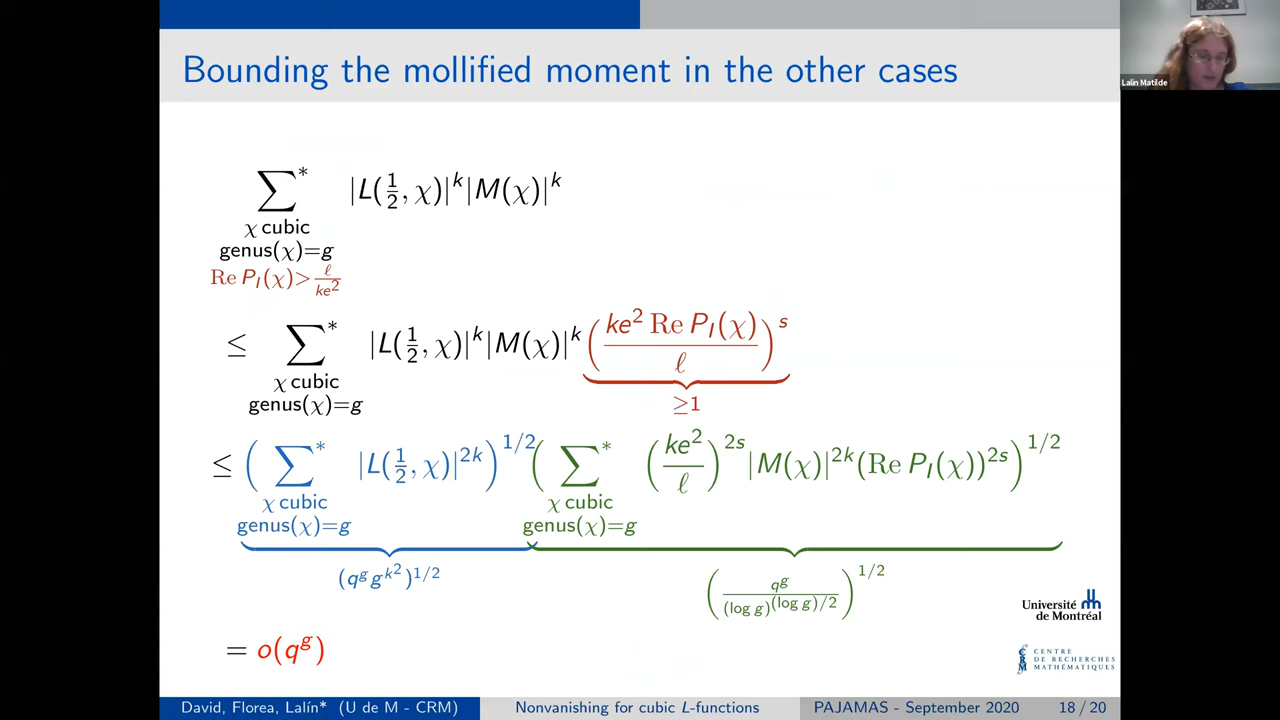 Bounding the mollified moment in the other cases
Lalín Matilde
∑* |L(½, χ)|^k |M(χ)|^k
χ cubic
genus(χ)=g
Re P_I(χ) > ℓ/(ke²)
≤ ∑* |L(½, χ)|^k |M(χ)|^k (ke² Re P_I(χ)/ℓ)^s
χ cubic
genus(χ)=g
≥1
≤ (∑* |L(½, χ)|^{2k})^{1/2} (∑* (ke²/ℓ)^{2s} |M(χ)|^{2k} (Re P_I(χ))^{2s})^{1/2}
χ cubic χ cubic
genus(χ)=g genus(χ)=g
(q^g g^{k²})^{1/2} (q^g/(log g)^{(log g)/2})^{1/2}
= o(q^g)
Université de Montréal
CRM
CENTRE
DE RECHERCHES
MATHÉMATIQUES
David, Florea, Lalín* (U de M - CRM) Nonvanishing for cubic L-functions PAJAMAS - September 2020 18 / 20